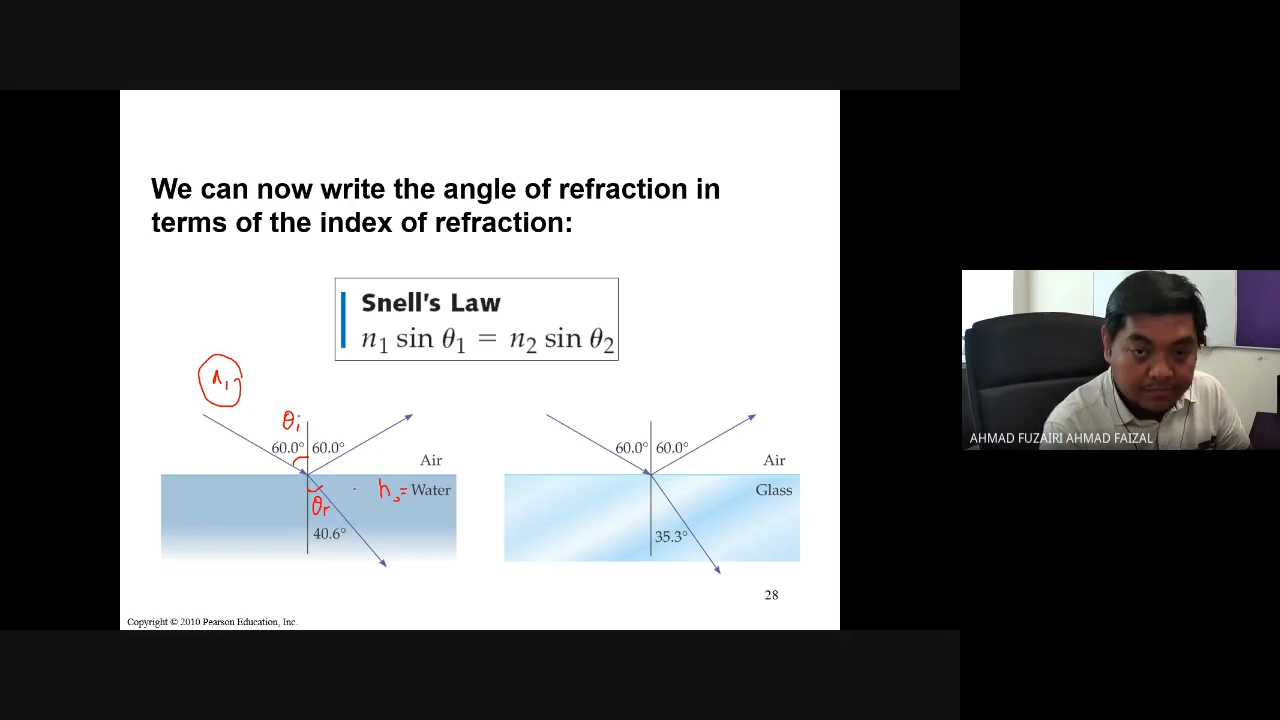 We can now write the angle of refraction in
terms of the index of refraction:
Snell's Law
n₁ sin θ₁ = n₂ sin θ₂
n₁
θi
60.0° 60.0°
Air
n₂= Water
θr
40.6°
60.0° 60.0°
Air
Glass
35.3°
28
Copyright © 2010 Pearson Education, Inc.
AHMAD FUZAIRI AHMAD FAIZAL